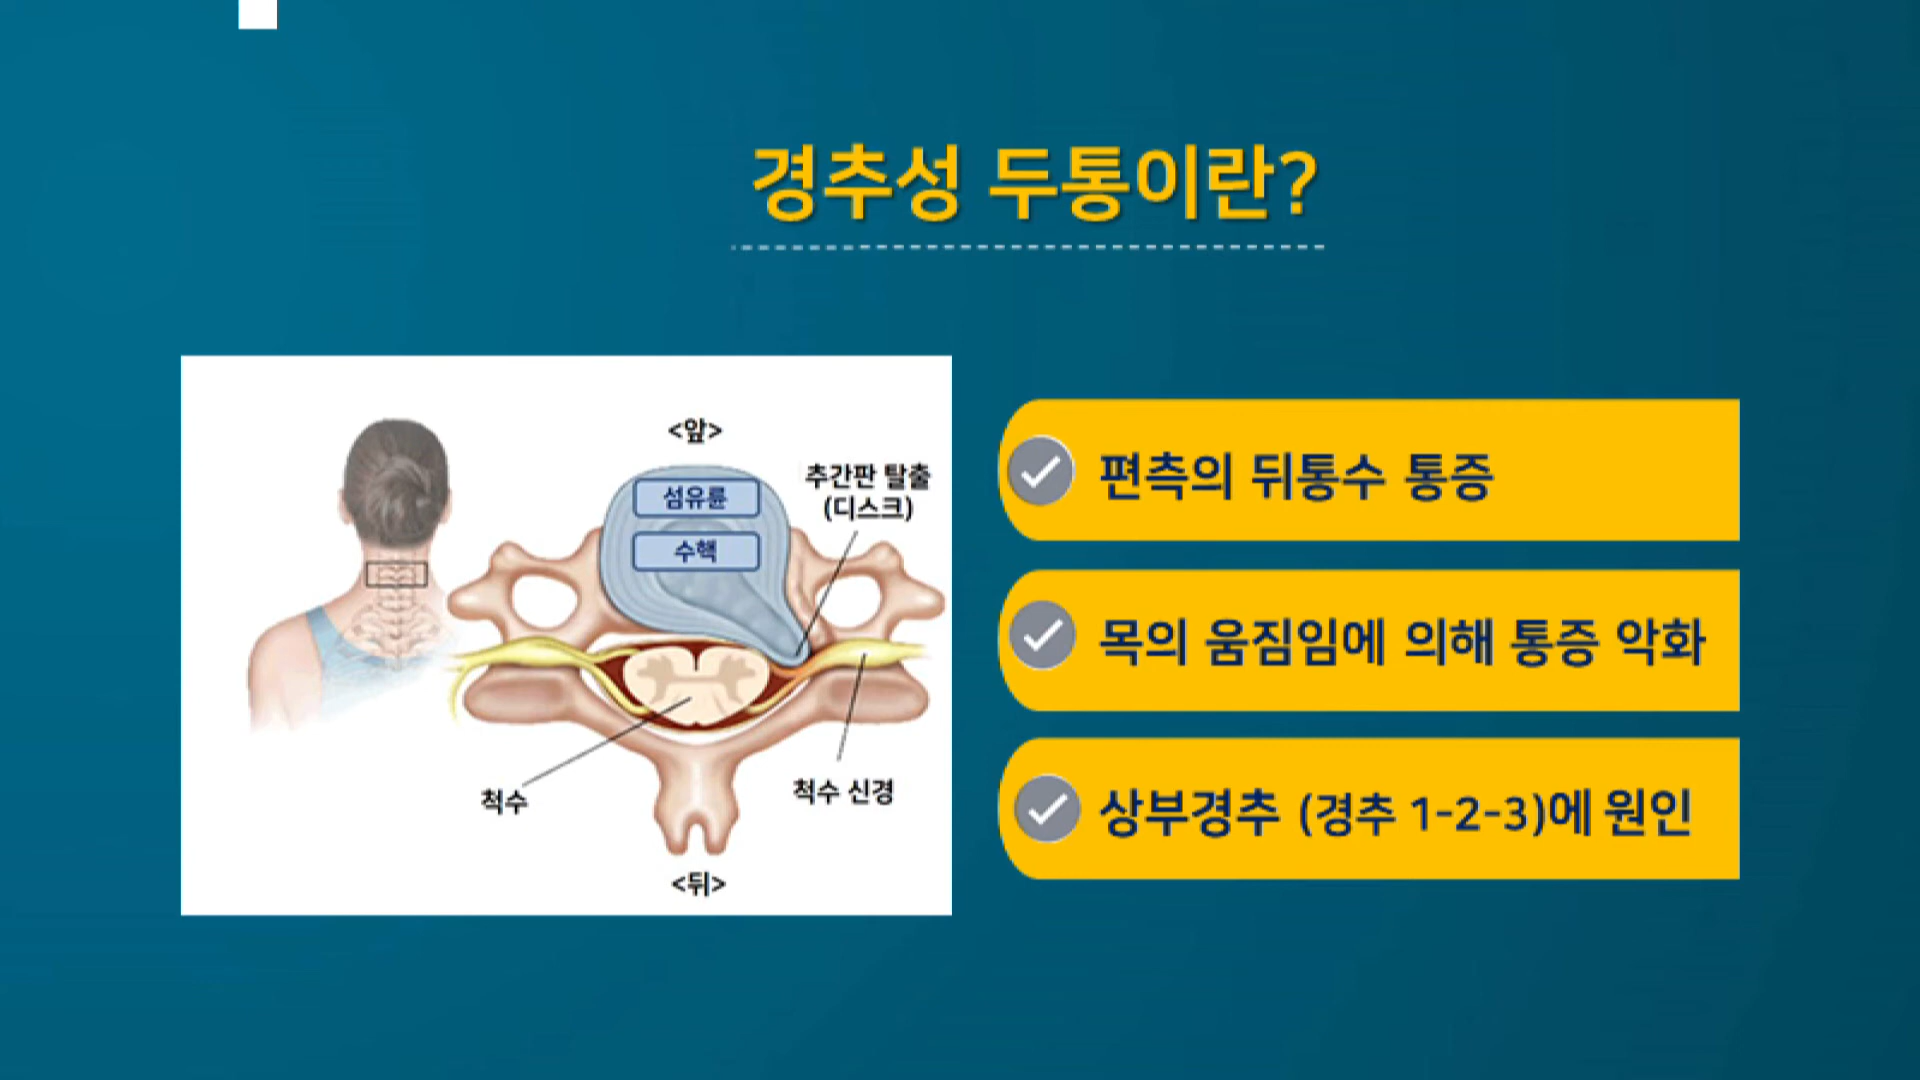 경추성 두통이란?
<앞>
추간판 탈출
(디스크)
섬유륜
수핵
척수
척수 신경
<뒤>
편측의 뒤통수 통증
목의 움짐임에 의해 통증 악화
상부경추 (경추 1-2-3)에 원인